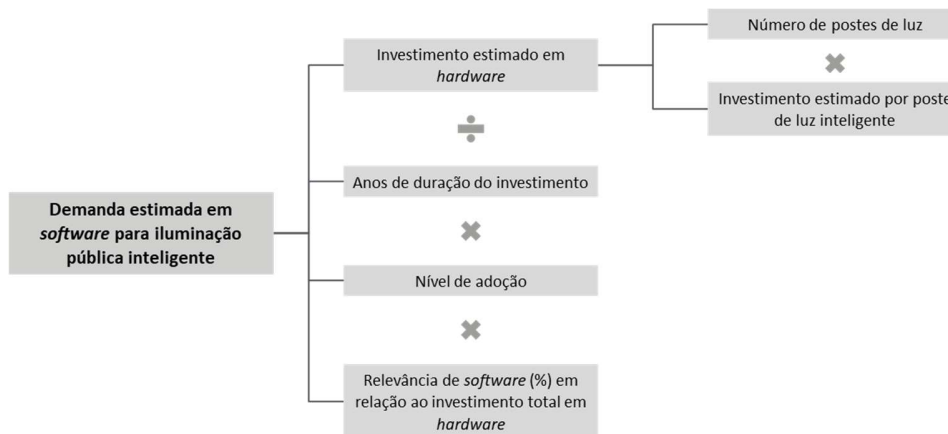 Número de postes de luz
Investimento estimado em
hardware
Investimento estimado por poste
de luz inteligente
Anos de duração do investimento
Demanda estimada em
software para iluminação
pública inteligente
Nível de adoção
Relevância de software (%) em
relação ao investimento total em
hardware